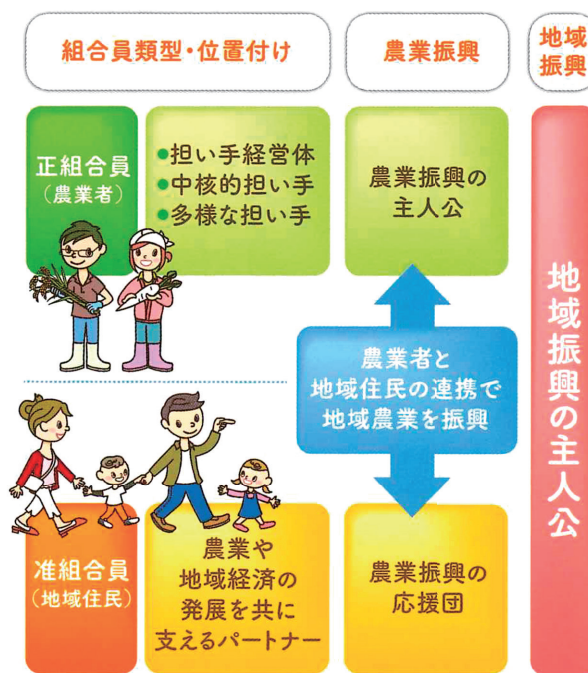 組合員類型・位置付け
農業振興
地域
振興
正組合員
（農業者）
●担い手経営体
●中核的担い手
●多様な担い手
農業振興の
主人公
農業者と
地域住民の連携で
地域農業を振興
准組合員
（地域住民）
農業や
地域経済の
発展を共に
支えるパートナー
農業振興の
応援団
地域振興の主人公